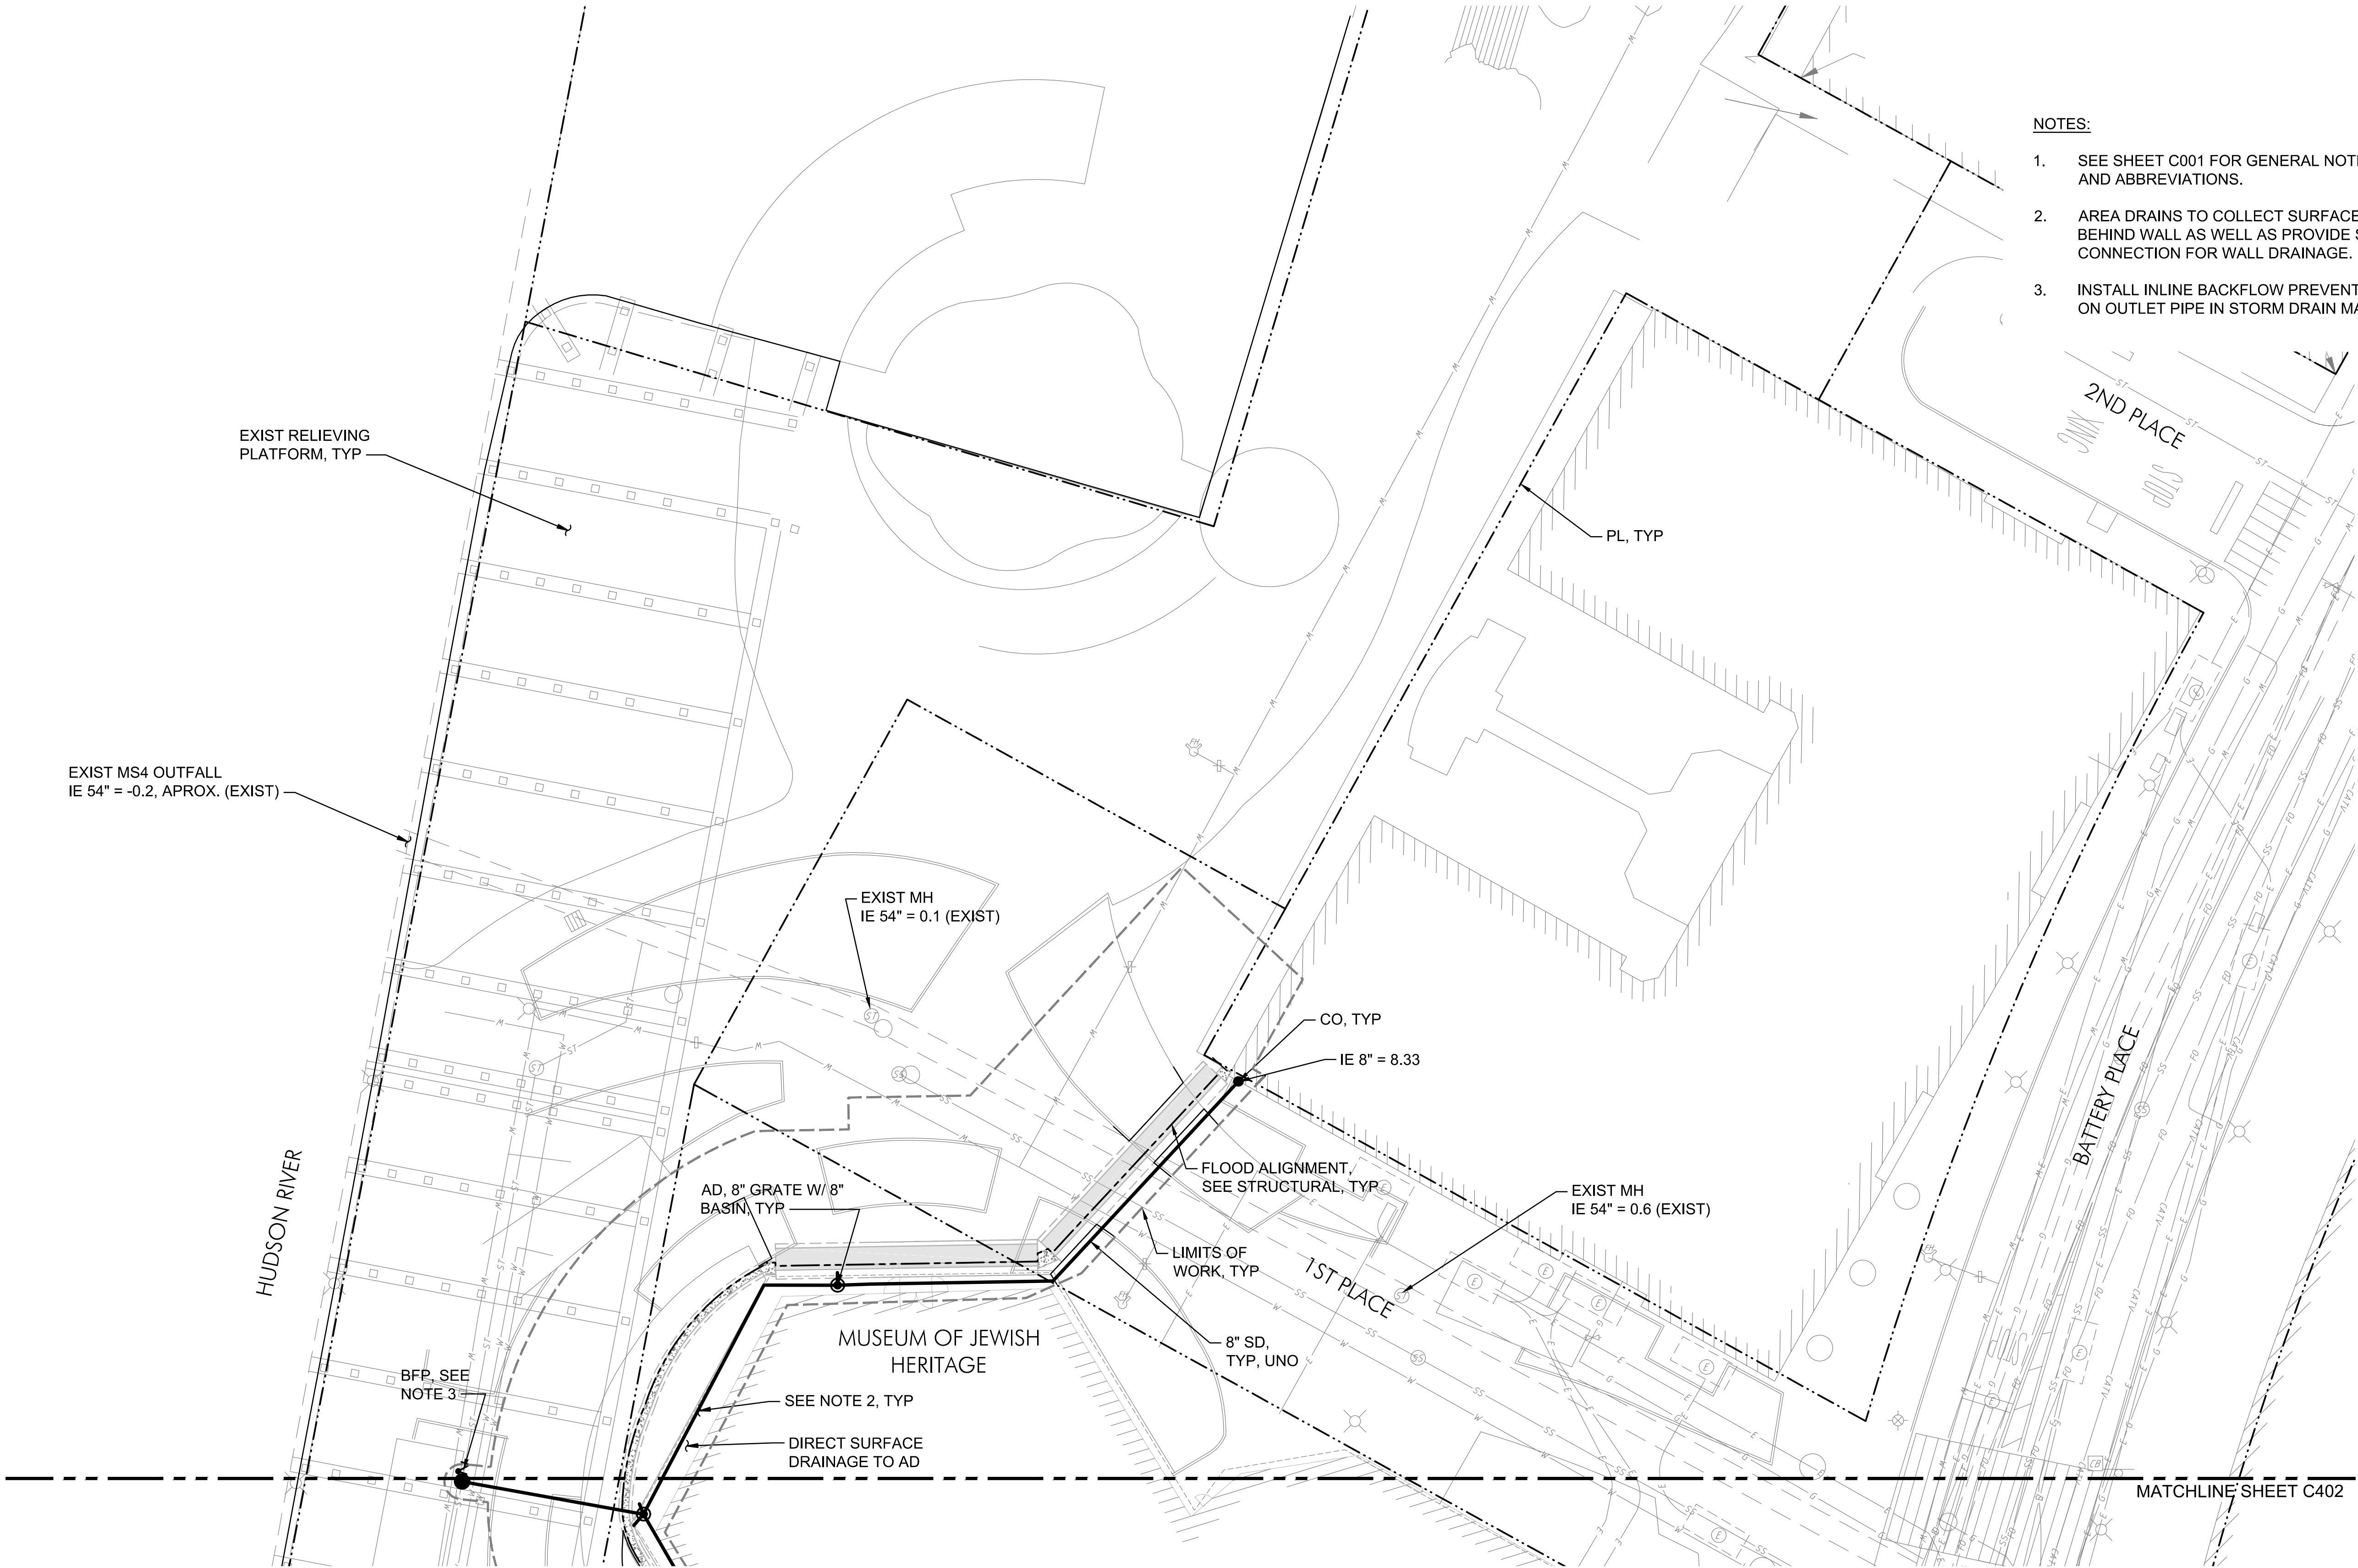 NOTES:
1. SEE SHEET C001 FOR GENERAL
AND ABBREVIATIONS.
2. AREA DRAINS TO COLLECT SURFACE
BEHIND WALL AS WELL AS PROVIDE
CONNECTION FOR WALL DRAINAGE.
3. INSTALL INLINE BACKFLOW
ON OUTLET PIPE IN STORM DRAIN
2ND PLACE
EXIST RELIEVING
PLATFORM, TYP
PL, TYP
EXIST MS4 OUTFALL
IE 54" = -0.2, APROX. (EXIST)
EXIST MH
IE 54" = 0.1 (EXIST)
CO, TYP
IE 8" = 8.33
BATTERY PLACE
HUDSON RIVER
FLOOD ALIGNMENT,
SEE STRUCTURAL, TYP
AD, 8" GRATE W/ 8"
BASIN, TYP
EXIST MH
IE 54" = 0.6 (EXIST)
LIMITS OF
WORK, TYP
1ST PLACE
8" SD,
TYP, UNO
MUSEUM OF JEWISH
HERITAGE
BFP, SEE
NOTE 3
SEE NOTE 2, TYP
DIRECT SURFACE
DRAINAGE TO AD
MATCHLINE SHEET C402